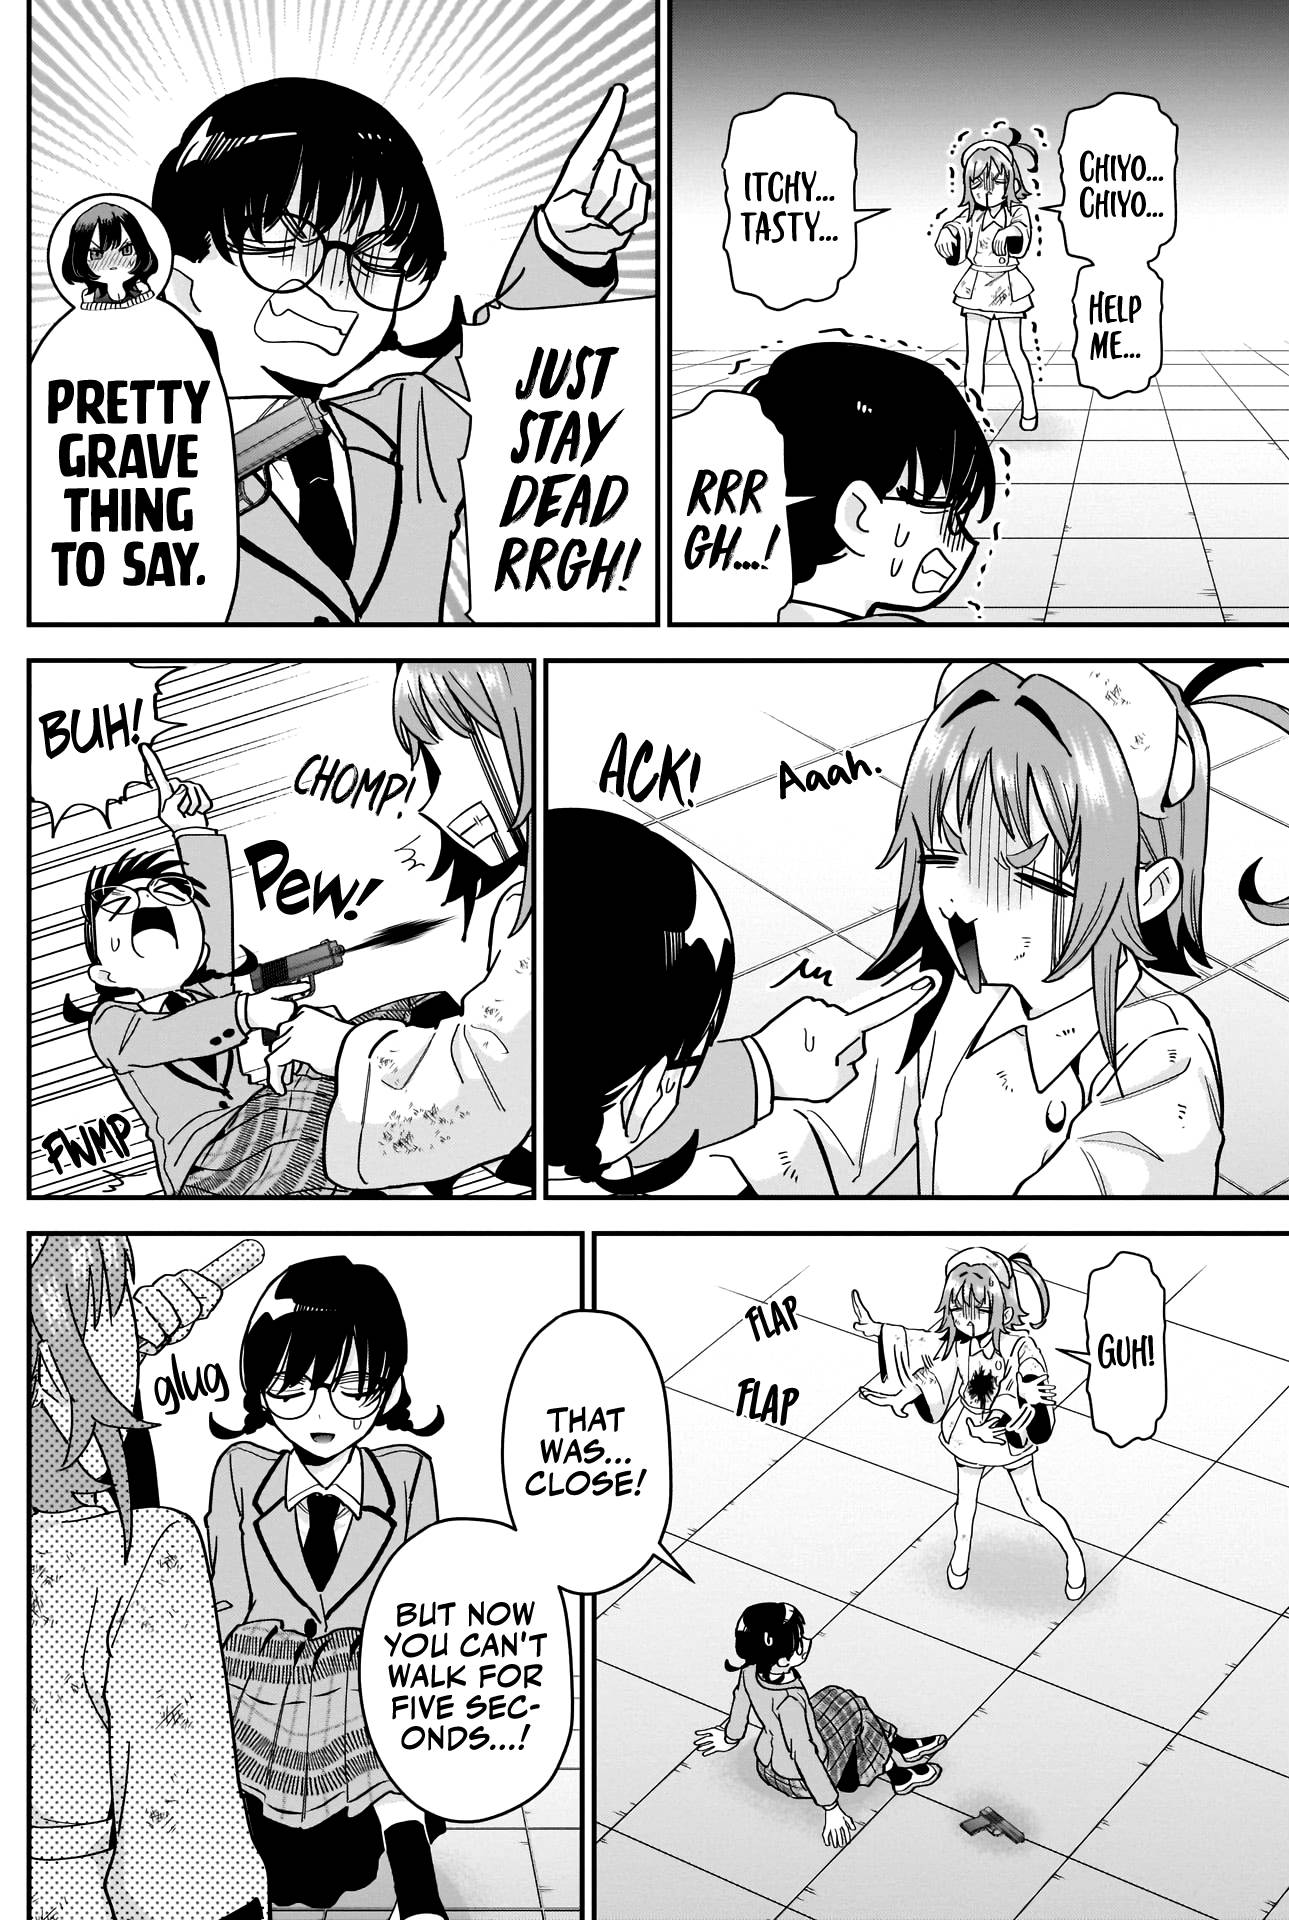 CHIYO...
CHIYO...
HELP
ME...
ITCHY...
TASTY...
RRR
GH...!
JUST
STAY
DEAD
RRGH!
PRETTY
GRAVE
THING
TO SAY.
Aaah.
ACK!
CHOMP!
BUH!
PEW!
FWMP
GUH!
FLAP
FLAP
THAT
WAS...
CLOSE!
BUT NOW
YOU CAN'T
WALK FOR
FIVE SEC-
ONDS...!
glug